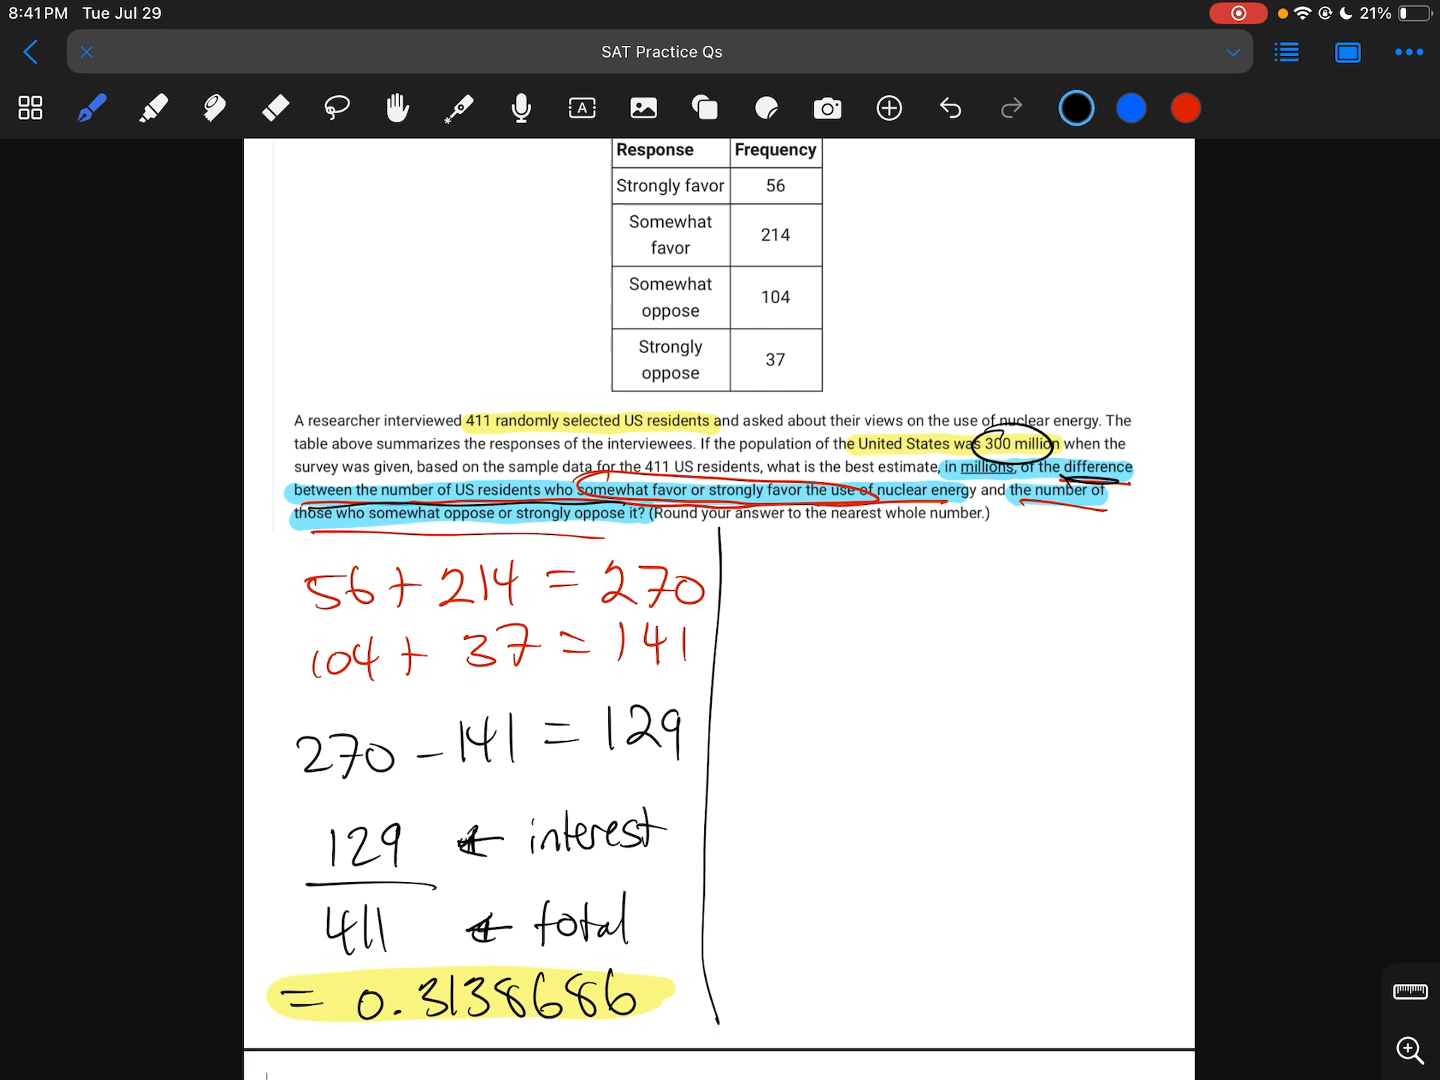 8:41 PM Tue Jul 29
21%
SAT Practice Qs
A
Response Frequency
Strongly favor 56
Somewhat
favor
214
Somewhat
oppose
104
Strongly
oppose
37
A researcher interviewed 411 randomly selected US residents and asked about their views on the use of nuclear energy. The
table above summarizes the responses of the interviewees. If the population of the United States was 300 million when the
survey was given, based on the sample data for the 411 US residents, what is the best estimate, in millions, of the difference
between the number of US residents who somewhat favor or strongly favor the use of nuclear energy and the number of
those who somewhat oppose or strongly oppose it? (Round your answer to the nearest whole number.)
56 + 214 = 270
104 + 37 = 141
270 - 141 = 129
129 ← interest
411 ← total
= 0.3138686